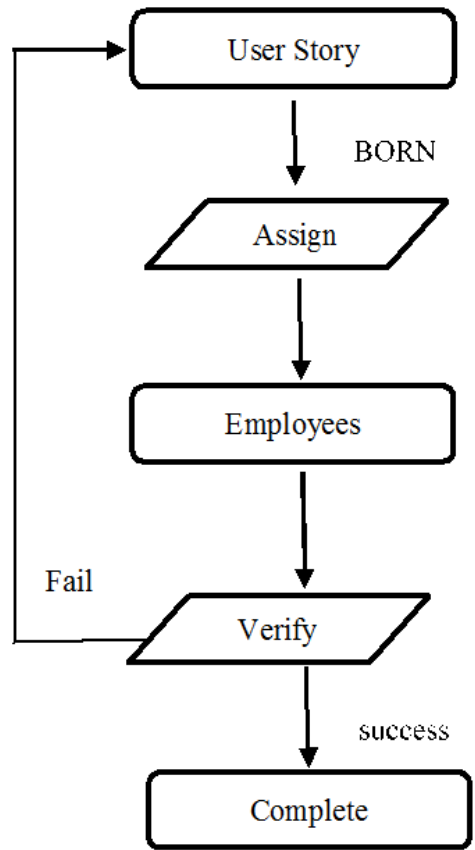 User Story
BORN
Assign
Employees
Fail
Verify
success
Complete